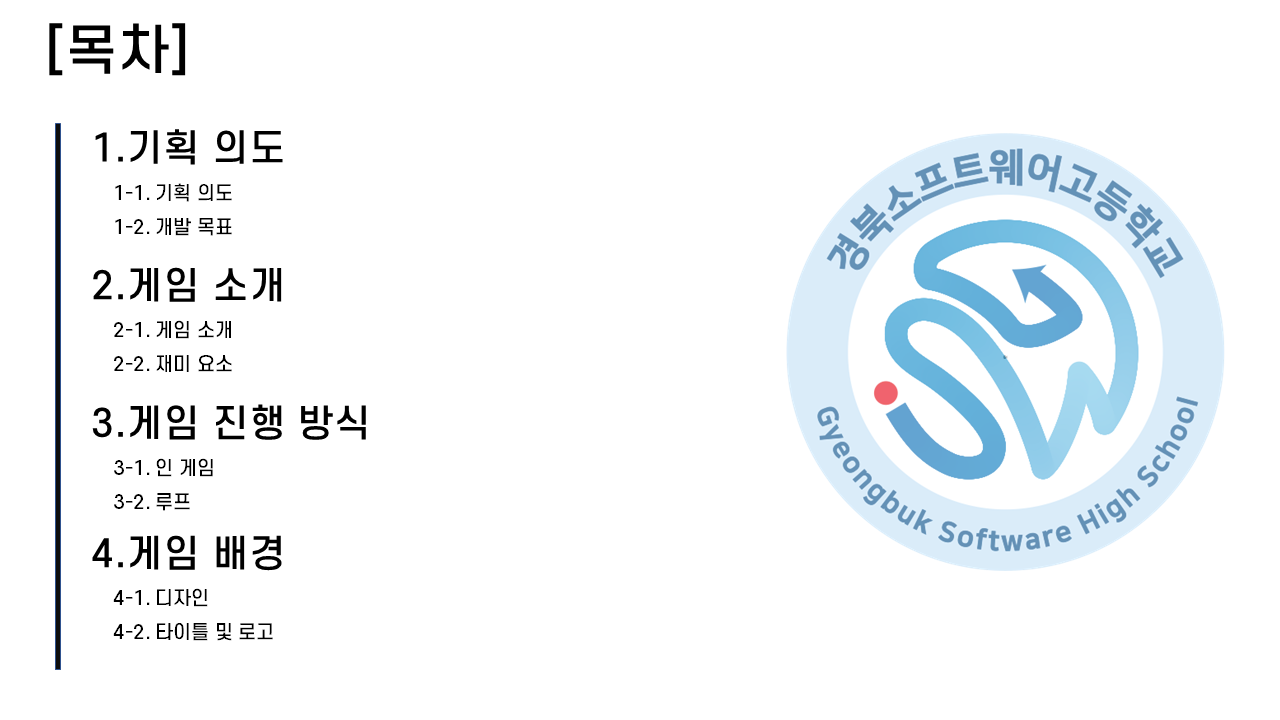 [목차]
1.기획 의도
1-1. 기획 의도
1-2. 개발 목표
2.게임 소개
2-1. 게임 소개
2-2. 재미 요소
3.게임 진행 방식
3-1. 인 게임
3-2. 루프
4.게임 배경
4-1. 디자인
4-2. 타이틀 및 로고
경북소프트웨어고등학교
Gyeongbuk Software High School